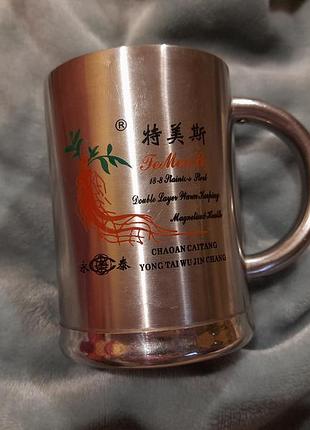 ®
特美斯
TeMeiSi
18-8 Stainless Steel
Double Layer Warm Keeping
Magnetized Health
CHAOAN CAITANG
永 泰
YONG TAI WU JIN CHANG